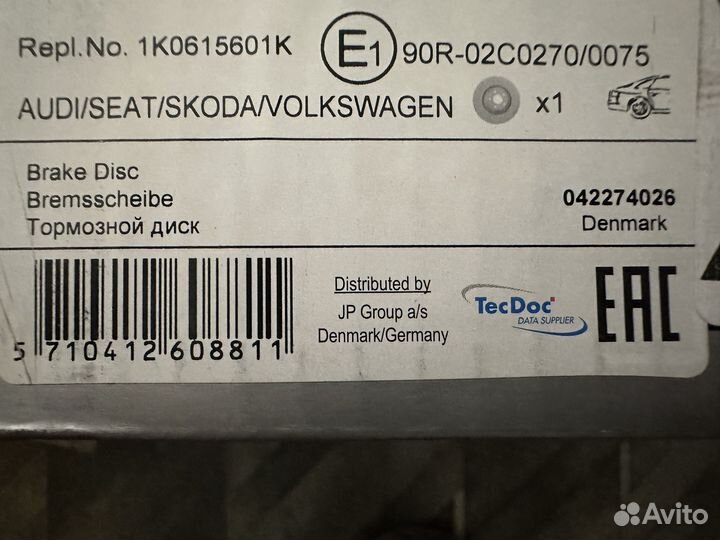 Repl.No. 1K0615601K E1 90R-02C0270/0075
AUDI/SEAT/SKODA/VOLKSWAGEN x1
Brake Disc
Bremsscheibe
Тормозной диск
042274026
Denmark
5 710412 608811
Distributed by
JP Group a/s
Denmark/Germany
TecDoc
DATA SUPPLIER
EAC
Avito